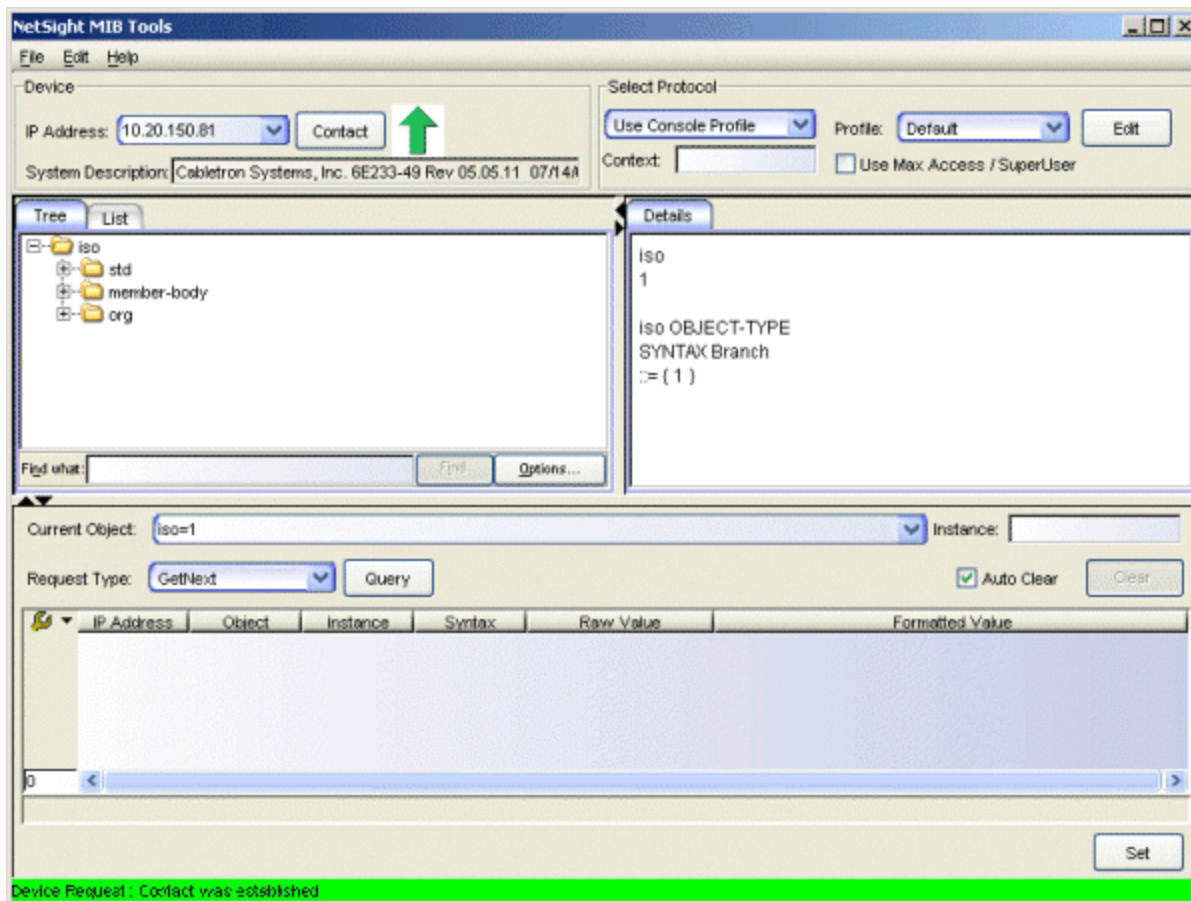 NetSight MIB Tools
File Edit Help
Device
Select Protocol
IP Address: 10.20.150.81 Contact
Use Console Profile Profile: Default Edit
System Description: Cabletron Systems, Inc. 6E233-49 Rev 05.05.11 07/14/
Context: Use Max Access / SuperUser
Tree List
Details
iso
std
member-body
org
iso
1
iso OBJECT-TYPE
SYNTAX Branch
::= { 1 }
Find what: Find Options...
Current Object: iso=1 Instance:
Request Type: GetNext Query Auto Clear Clear
IP Address Object Instance Syntax Raw Value Formatted Value
0
Set
Device Request : Contact was established